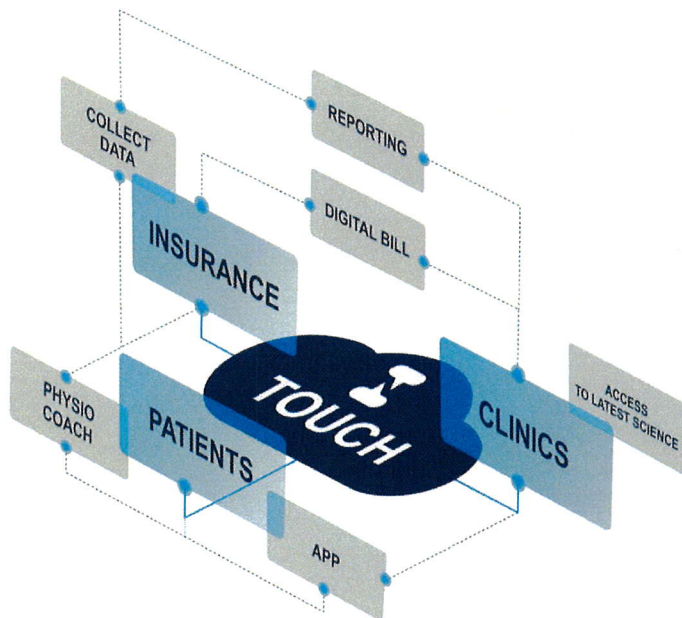 REPORTING
COLLECT
DATA
DIGITAL BILL
INSURANCE
TOUCH
CLINICS
ACCESS
TO LATEST SCIENCE
PHYSIO
COACH
PATIENTS
APP